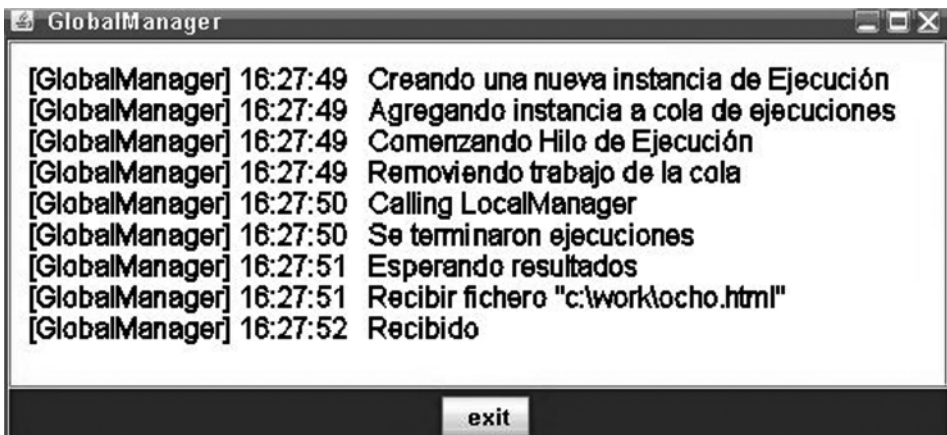 GlobalManager
[GlobalManager] 16:27:49 Creando una nueva instancia de Ejecución
[GlobalManager] 16:27:49 Agregando instancia a cola de ejecuciones
[GlobalManager] 16:27:49 Comenzando Hilo de Ejecución
[GlobalManager] 16:27:49 Removiendo trabajo de la cola
[GlobalManager] 16:27:50 Calling LocalManager
[GlobalManager] 16:27:50 Se terminaron ejecuciones
[GlobalManager] 16:27:51 Esperando resultados
[GlobalManager] 16:27:51 Recibir fichero "c:\work\ocho.html"
[GlobalManager] 16:27:52 Recibido
exit